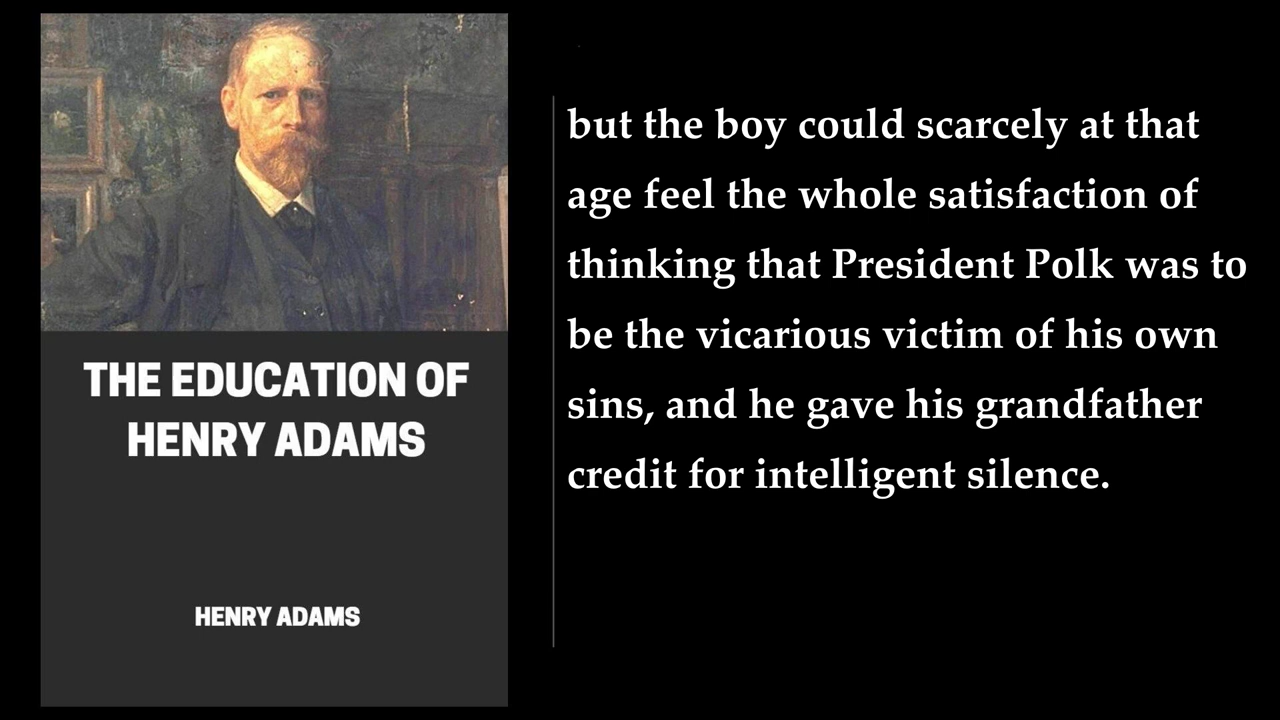 THE EDUCATION OF
HENRY ADAMS
HENRY ADAMS
but the boy could scarcely at that
age feel the whole satisfaction of
thinking that President Polk was to
be the vicarious victim of his own
sins, and he gave his grandfather
credit for intelligent silence.